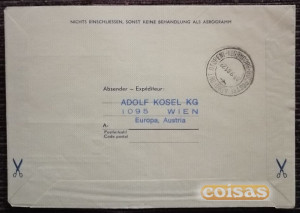 NICHTS EINSCHLIESSEN, SONST KEINE BEHANDLUNG ALS AEROGRAMM
Absender - Expéditeur:
ADOLF KOSEL KG
1095 WIEN
Europa, Austria
A-
Postleitzahl
Code postal
coisas